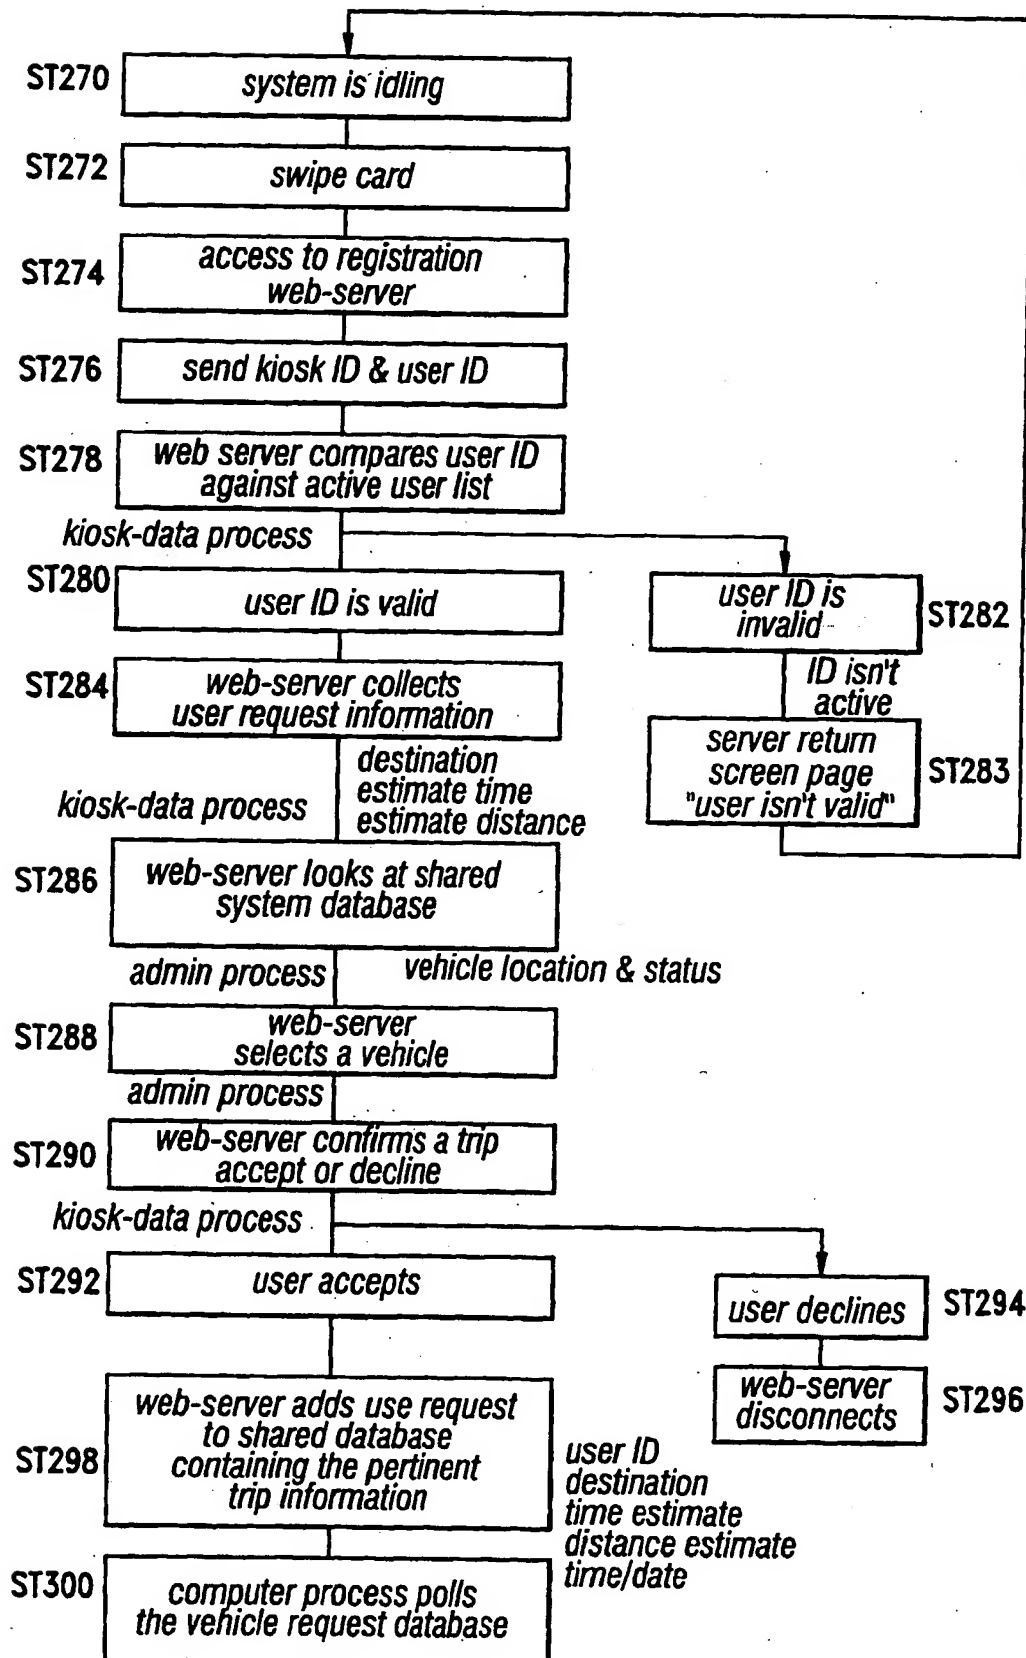 ST270
system is idling
ST272
swipe card
ST274
access to registration
web-server
ST276
send kiosk ID & user ID
ST278
web server compares user ID
against active user list
kiosk-data process
ST280
user ID is valid
user ID is
invalid
ST282
ID isn't
active
ST284
web-server collects
user request information
server return
screen page
"user isn't valid"
ST283
destination
estimate time
estimate distance
kiosk-data process
ST286
web-server looks at shared
system database
admin process
vehicle location & status
ST288
web-server
selects a vehicle
admin process
ST290
web-server confirms a trip
accept or decline
kiosk-data process
ST292
user accepts
user declines
ST294
web-server
disconnects
ST296
ST298
web-server adds use request
to shared database
containing the pertinent
trip information
user ID
destination
time estimate
distance estimate
time/date
ST300
computer process polls
the vehicle request database